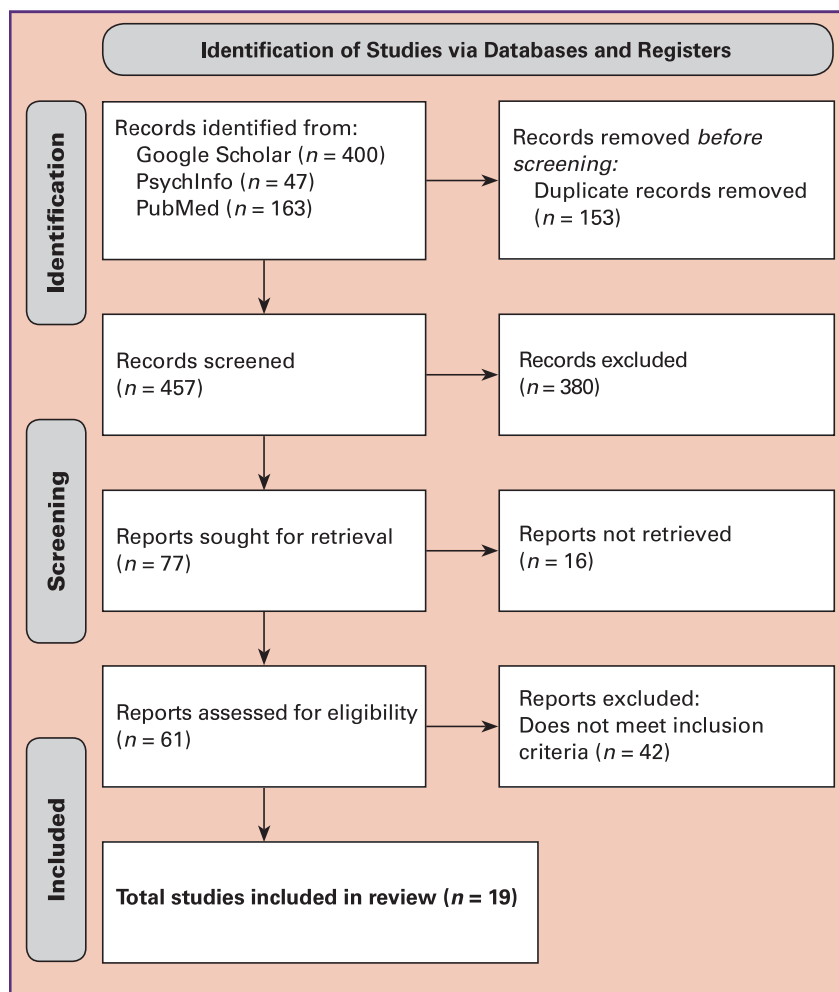 Identification of Studies via Databases and Registers
Identification
Records identified from:
Google Scholar (n = 400)
PsychInfo (n = 47)
PubMed (n = 163)
Records removed before
screening:
Duplicate records removed
(n = 153)
Records screened
(n = 457)
Records excluded
(n = 380)
Screening
Reports sought for retrieval
(n = 77)
Reports not retrieved
(n = 16)
Reports assessed for eligibility
(n = 61)
Reports excluded:
Does not meet inclusion
criteria (n = 42)
Included
Total studies included in review (n = 19)